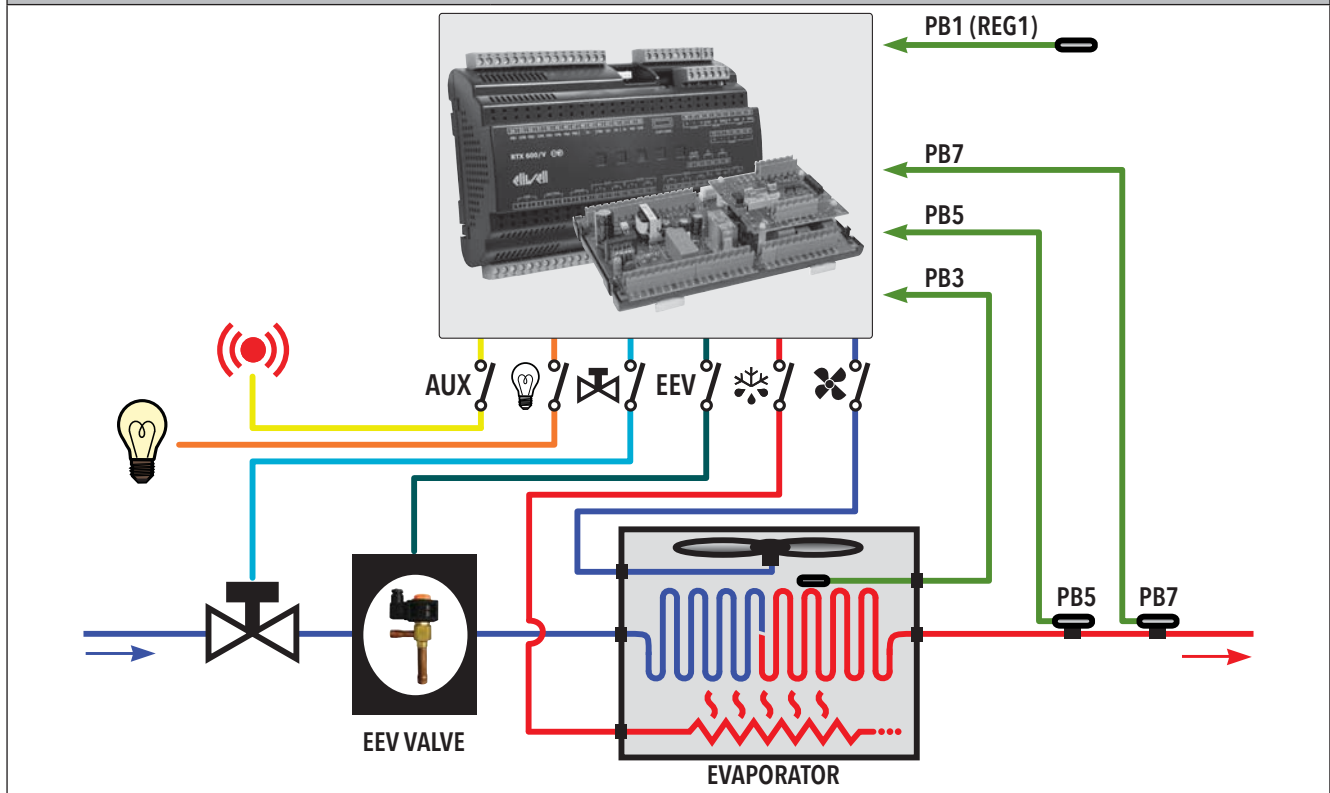 PB1 (REG1)
PB7
PB5
PB3
RTX 600/V
eliwell
AUX
EEV
PB5
PB7
EEV VALVE
EVAPORATOR